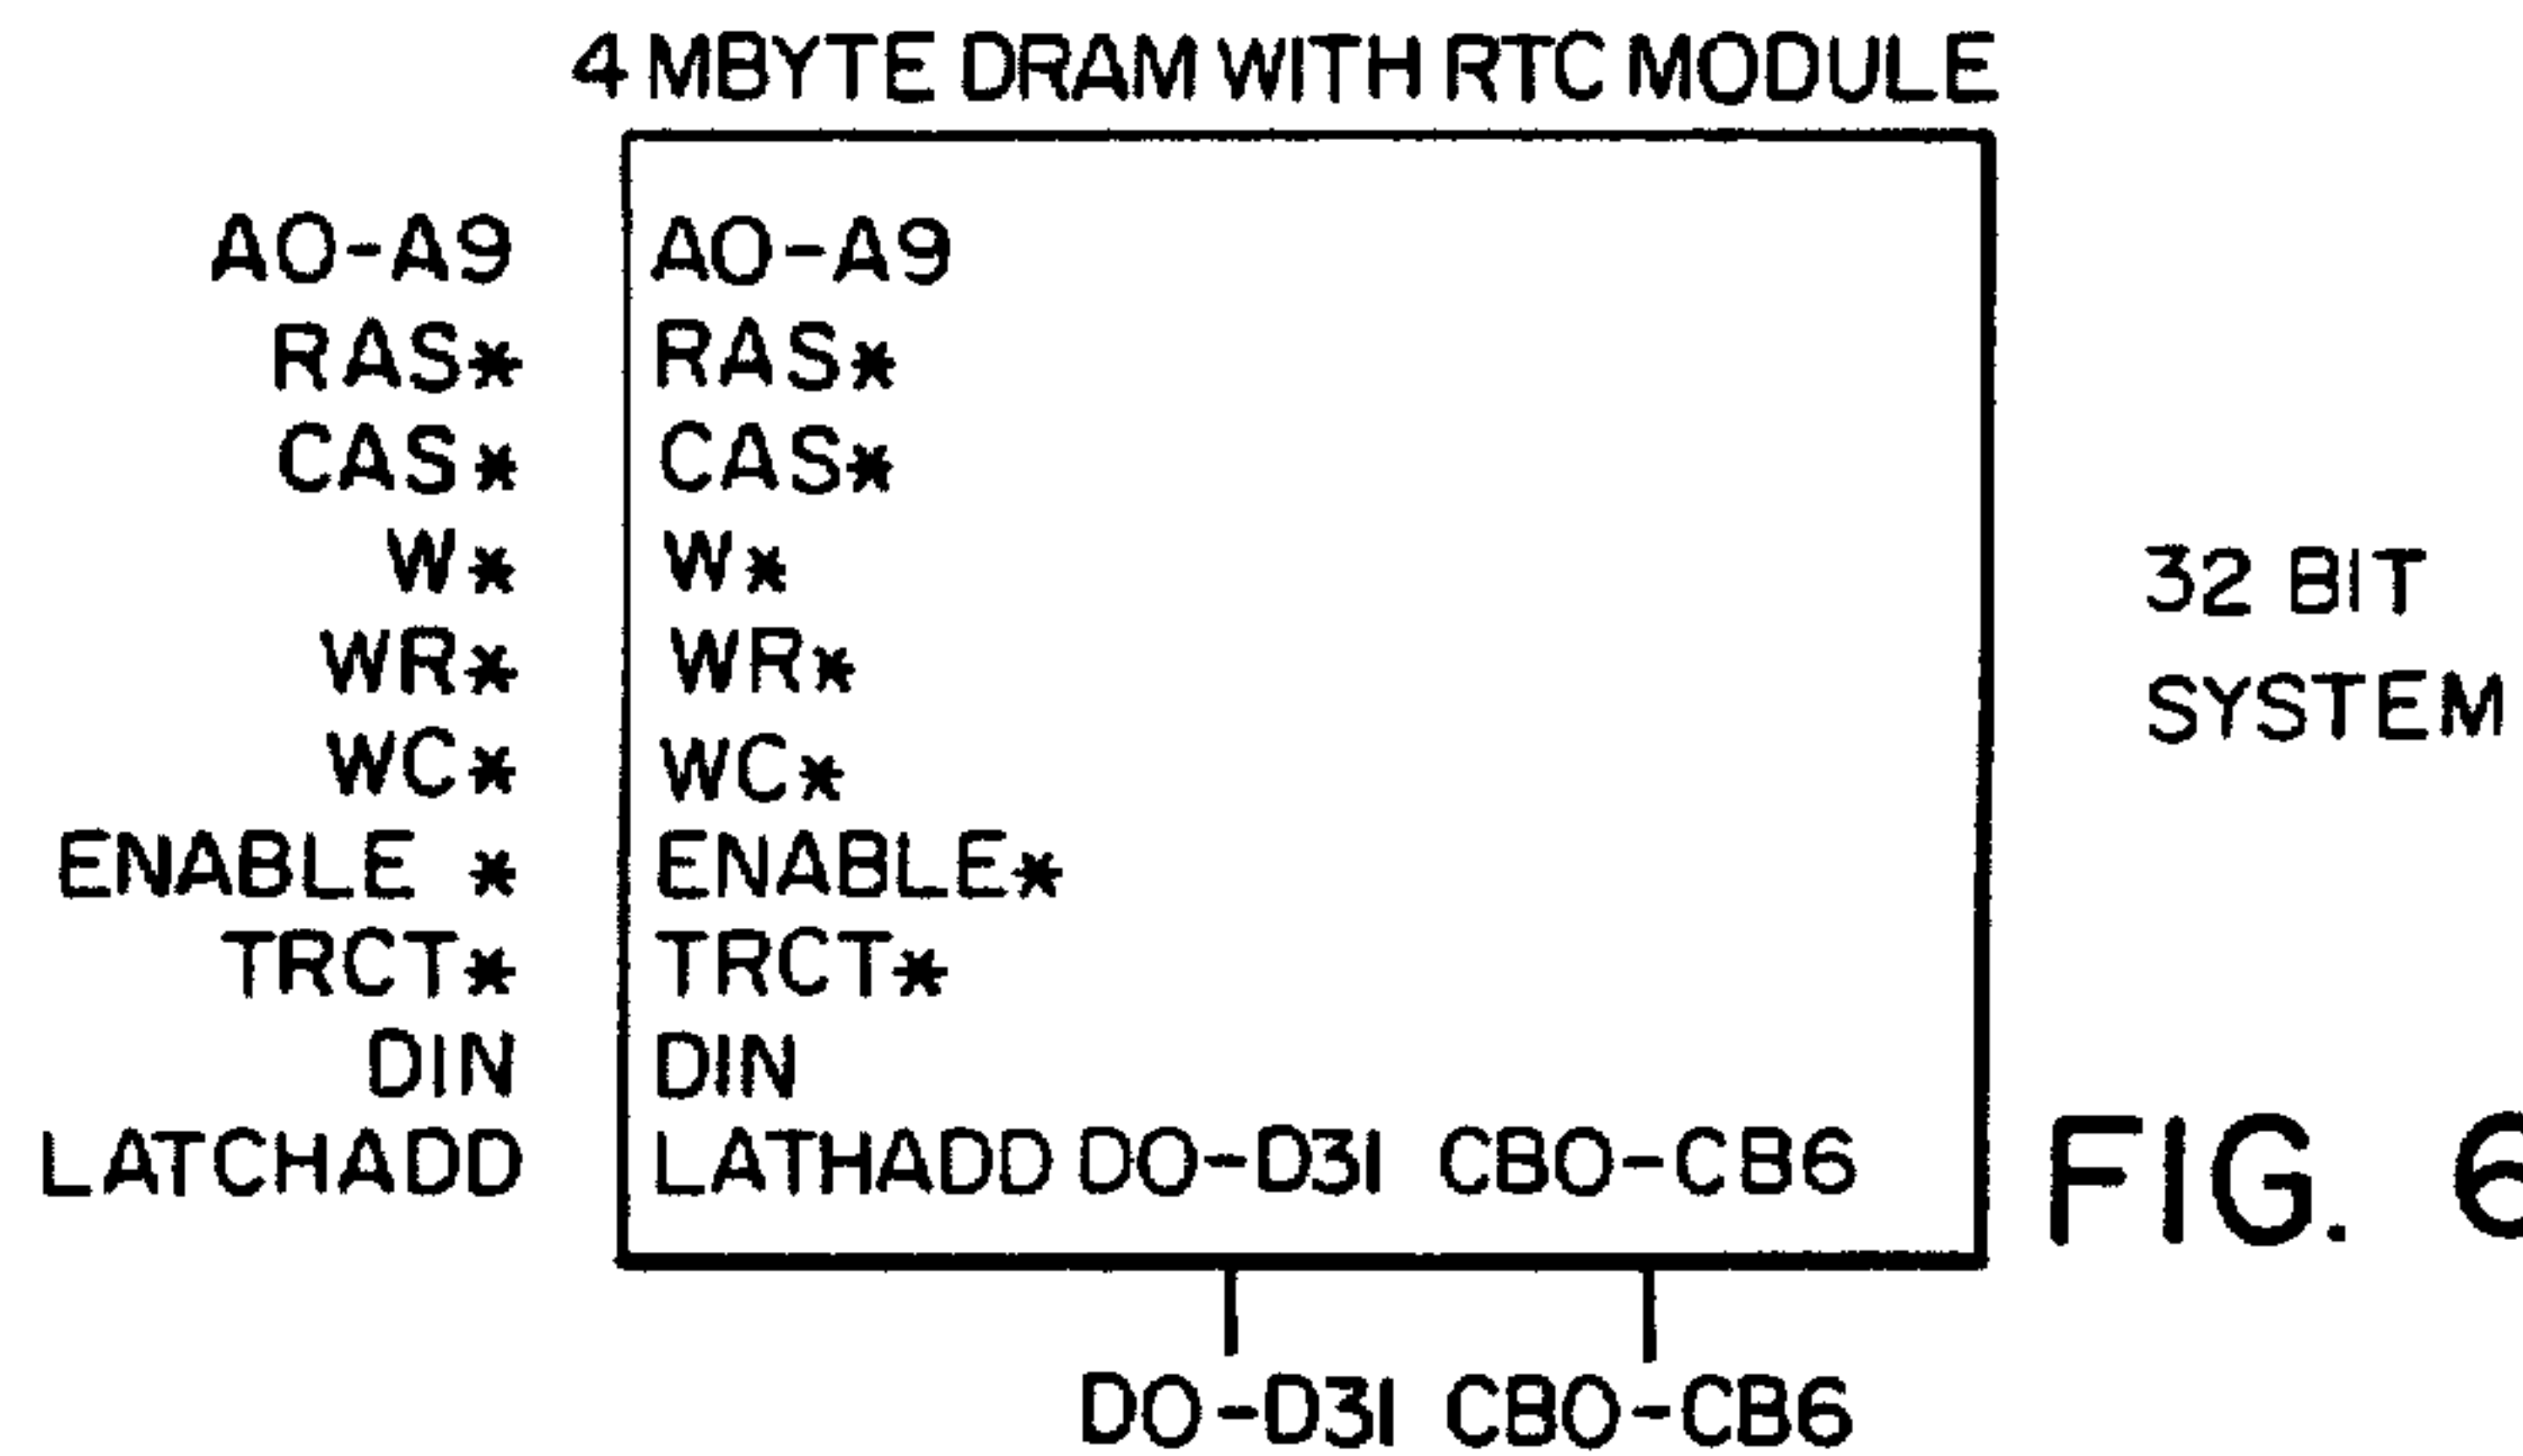 4 MBYTE DRAM WITH RTC MODULE
A0-A9 A0-A9
RAS* RAS*
CAS* CAS*
W* W*
32 BIT
WR* WR*
SYSTEM
WC* WC*
ENABLE * ENABLE*
TRCT* TRCT*
DIN DIN
LATCHADD LATHADD D0-D31 CB0-CB6
FIG. 6
D0-D31 CB0-CB6